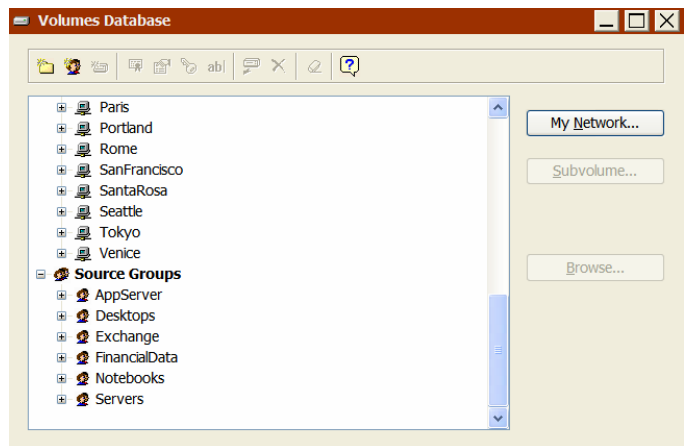 Volumes Database
ab|
Paris
Portland
Rome
SanFrancisco
SantaRosa
Seattle
Tokyo
Venice
Source Groups
AppServer
Desktops
Exchange
FinancialData
Notebooks
Servers
My Network...
Subvolume...
Browse...